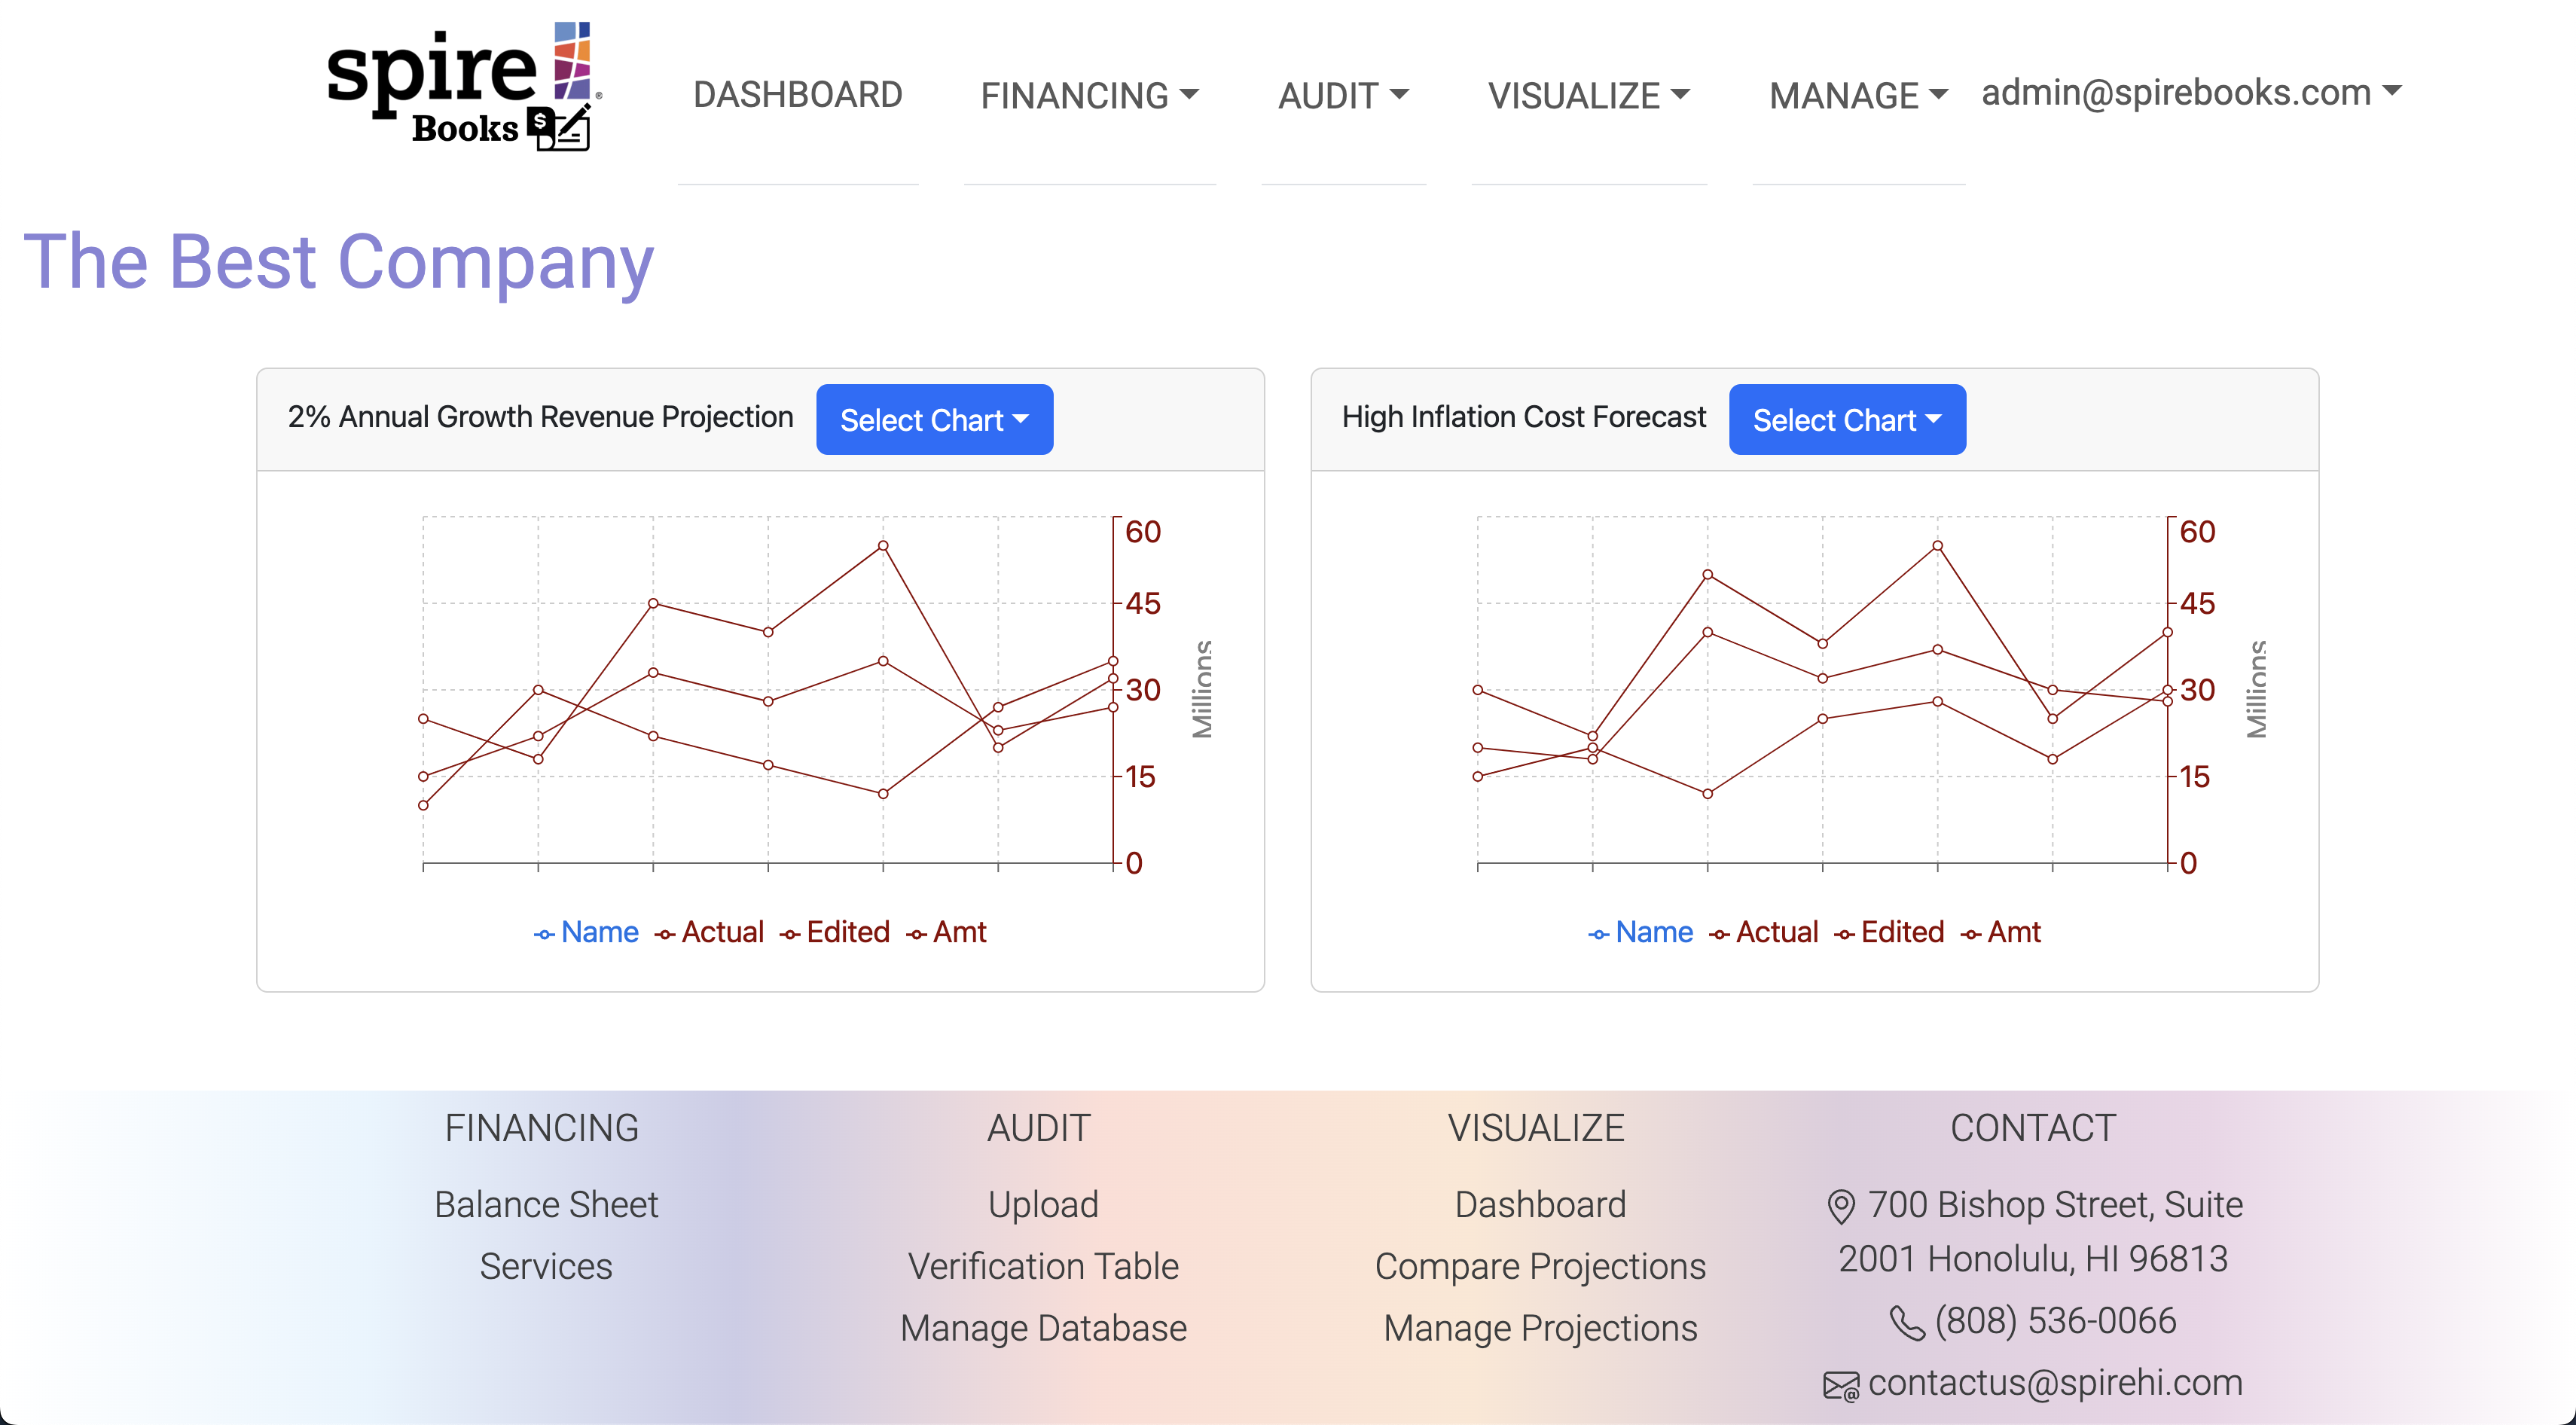 spire
®
Books
$
DASHBOARD FINANCING AUDIT VISUALIZE MANAGE admin@spirebooks.com
The Best Company
2% Annual Growth Revenue Projection Select Chart
60
45
30
15
0
Millions
Name Actual Edited Amt
High Inflation Cost Forecast Select Chart
60
45
30
15
0
Millions
Name Actual Edited Amt
FINANCING
Balance Sheet
Services
AUDIT
Upload
Verification Table
Manage Database
VISUALIZE
Dashboard
Compare Projections
Manage Projections
CONTACT
700 Bishop Street, Suite
2001 Honolulu, HI 96813
(808) 536-0066
contactus@spirehi.com